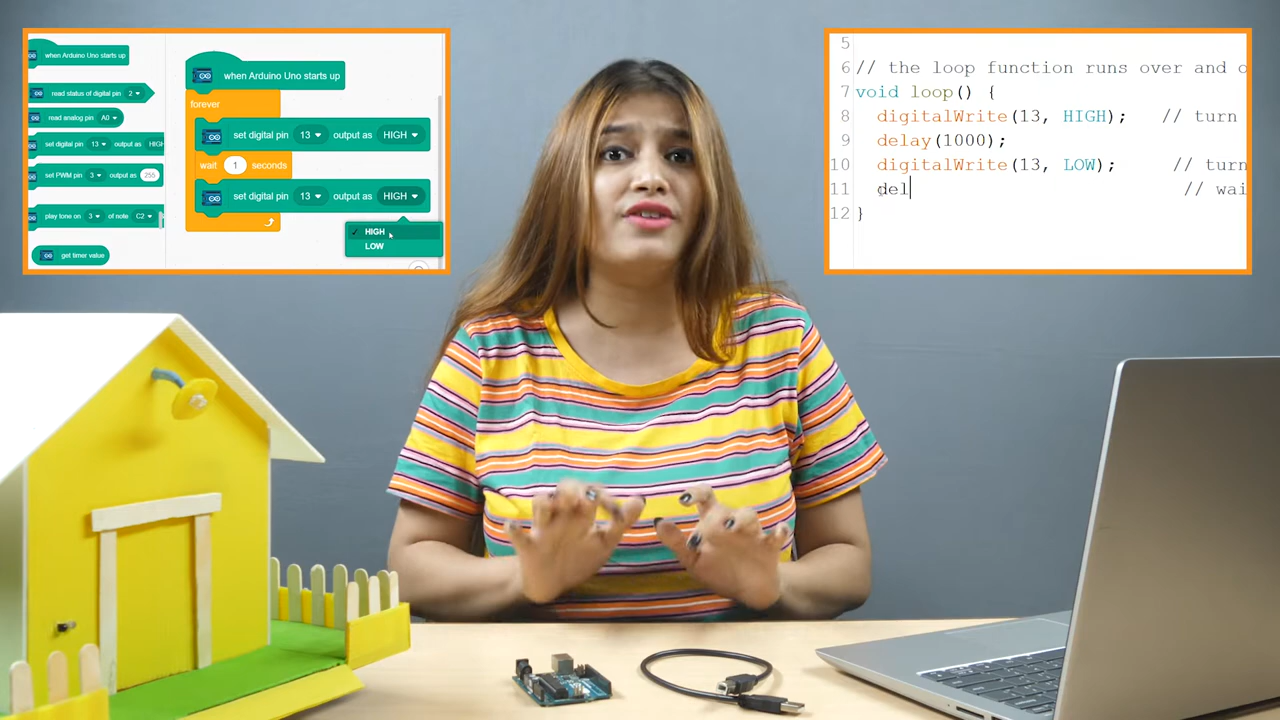 when Arduino Uno starts up
read status of digital pin 2
read analog pin A0
set digital pin 13 output as HIGH
set PWM pin 3 output as 255
play tone on 3 of note C2
get timer value
when Arduino Uno starts up
forever
set digital pin 13 output as HIGH
wait 1 seconds
set digital pin 13 output as HIGH
✓ HIGH
LOW
5
6 // the loop function runs over and o
7 void loop() {
8 digitalWrite(13, HIGH); // turn
9 delay(1000);
10 digitalWrite(13, LOW); // turn
11 del // wai
12 }